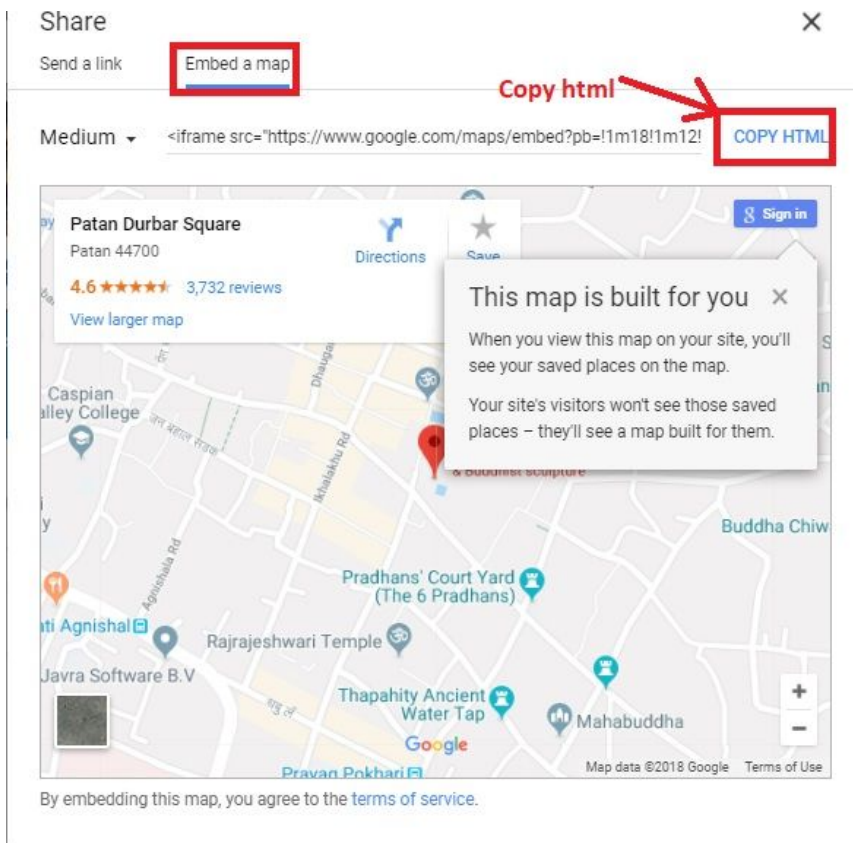 Share
Send a link
Embed a map
Copy html
Medium
<iframe src="https://www.google.com/maps/embed?pb=!1m18!1m12!
COPY HTML
Patan Durbar Square
Patan 44700
4.6
3,732 reviews
View larger map
Directions
Save
Sign in
This map is built for you
When you view this map on your site, you'll
see your saved places on the map.
Your site's visitors won't see those saved
places – they'll see a map built for them.
Caspian
alley College
Ikhalakhu Rd
& Buddhist sculpture
Buddha Chiw
Agnishala Rd
Pradhans' Court Yard
(The 6 Pradhans)
ati Agnishal
Rajrajeshwari Temple
Javra Software B.V
Thapahity Ancient
Water Tap
Mahabuddha
Google
Prayag Pokhari
Map data ©2018 Google
Terms of Use
By embedding this map, you agree to the terms of service.